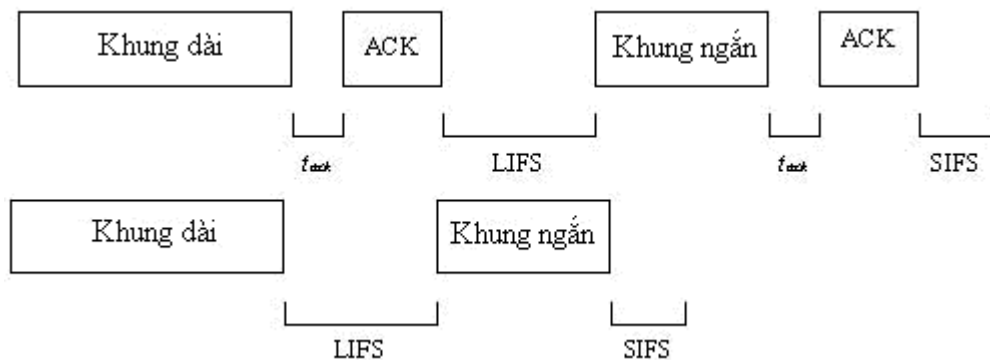 Khung dài ACK Khung ngắn ACK
LIFS SIFS
Khung dài Khung ngắn
LIFS SIFS